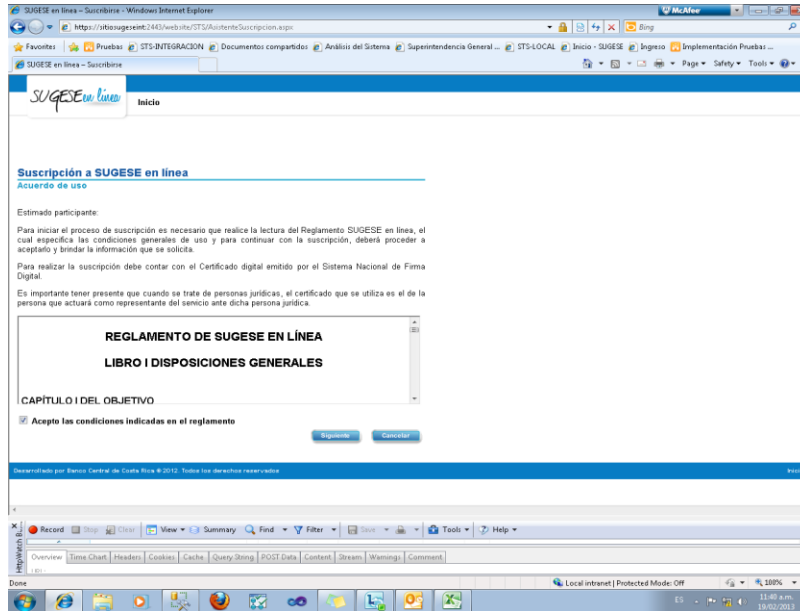 SUGESE en línea – Suscribirse - Windows Internet Explorer
McAfee
https://sitiosugeseint:2443/website/STS/AsistenteSuscripcion.aspx
Bing
Favorites Pruebas STS-INTEGRACION Documentos compartidos Análisis del Sistema Superintendencia General ... STS-LOCAL Inicio - SUGESE Ingreso Implementación Pruebas ...
SUGESE en línea – Suscribirse
Page Safety Tools
SUGESE en línea
Inicio
Suscripción a SUGESE en línea
Acuerdo de uso
Estimado participante:
Para iniciar el proceso de suscripción es necesario que realice la lectura del Reglamento SUGESE en línea, el
cual especifica las condiciones generales de uso y para continuar con la suscripción, deberá proceder a
aceptarlo y brindar la información que se solicita.
Para realizar la suscripción debe contar con el Certificado digital emitido por el Sistema Nacional de Firma
Digital.
Es importante tener presente que cuando se trate de personas jurídicas, el certificado que se utiliza es el de la
persona que actuará como representante del servicio ante dicha persona jurídica.
REGLAMENTO DE SUGESE EN LÍNEA
LIBRO I DISPOSICIONES GENERALES
CAPÍTULO I DEL OBJETIVO
Acepto las condiciones indicadas en el reglamento
Siguiente Cancelar
Desarrollado por Banco Central de Costa Rica © 2012. Todos los derechos reservados
Inici
HttpWatch B...
Record Stop Clear View Summary Find Filter Save Tools Help
Overview Time Chart Headers Cookies Cache Query String POST Data Content Stream Warnings Comment
Done
Local intranet | Protected Mode: Off
100%
ES
11:40 a.m.
19/02/2013